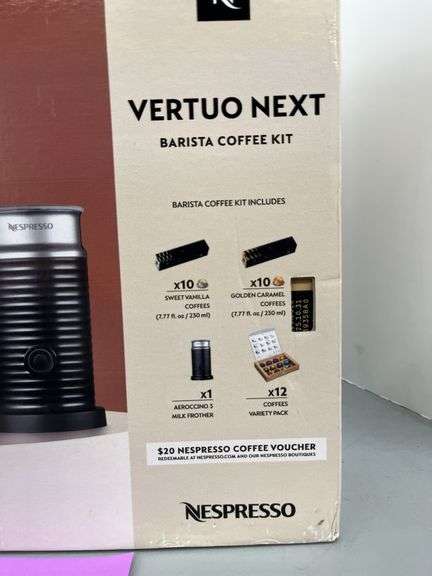 VERTUO NEXT
BARISTA COFFEE KIT
BARISTA COFFEE KIT INCLUDES
NESPRESSO
x10
SWEET VANILLA
COFFEES
(7.77 fl. oz / 230 ml)
x10
GOLDEN CARAMEL
COFFEES
(7.77 fl. oz / 230 ml)
x1
AEROCCINO 3
MILK FROTHER
x12
COFFEES
VARIETY PACK
$20 NESPRESSO COFFEE VOUCHER
REDEEMABLE AT NESPRESSO.COM AND OUR NESPRESSO BOUTIQUES
NESPRESSO